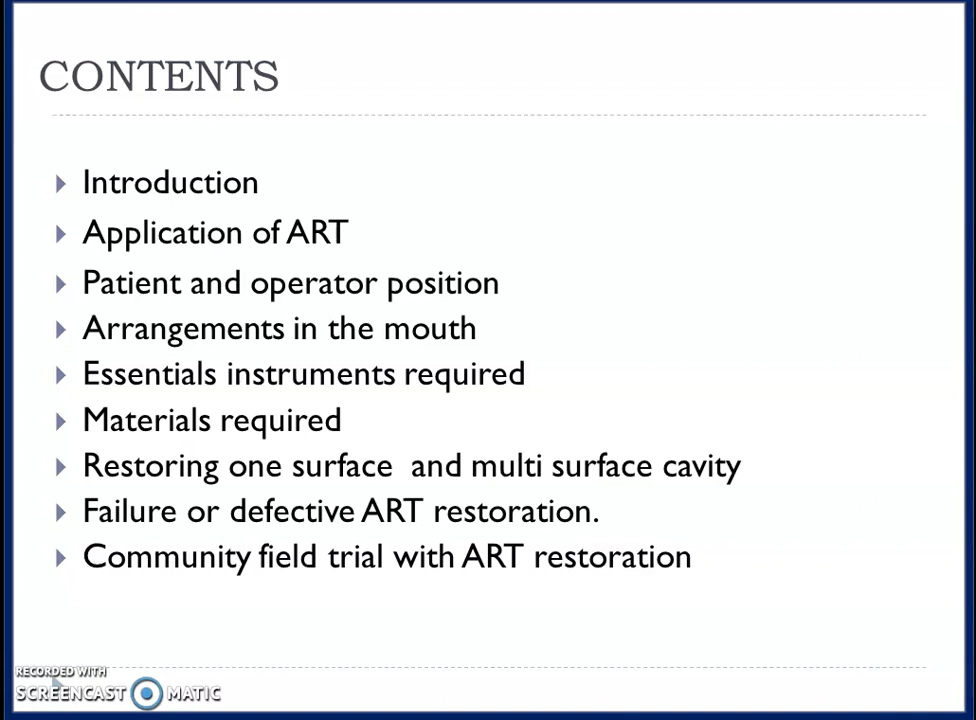 CONTENTS
Introduction
Application of ART
Patient and operator position
Arrangements in the mouth
Essentials instruments required
Materials required
Restoring one surface  and multi surface cavity
Failure or defective ART restoration.
Community field trial with ART restoration
RECORDED WITH
SCREENCAST MATIC